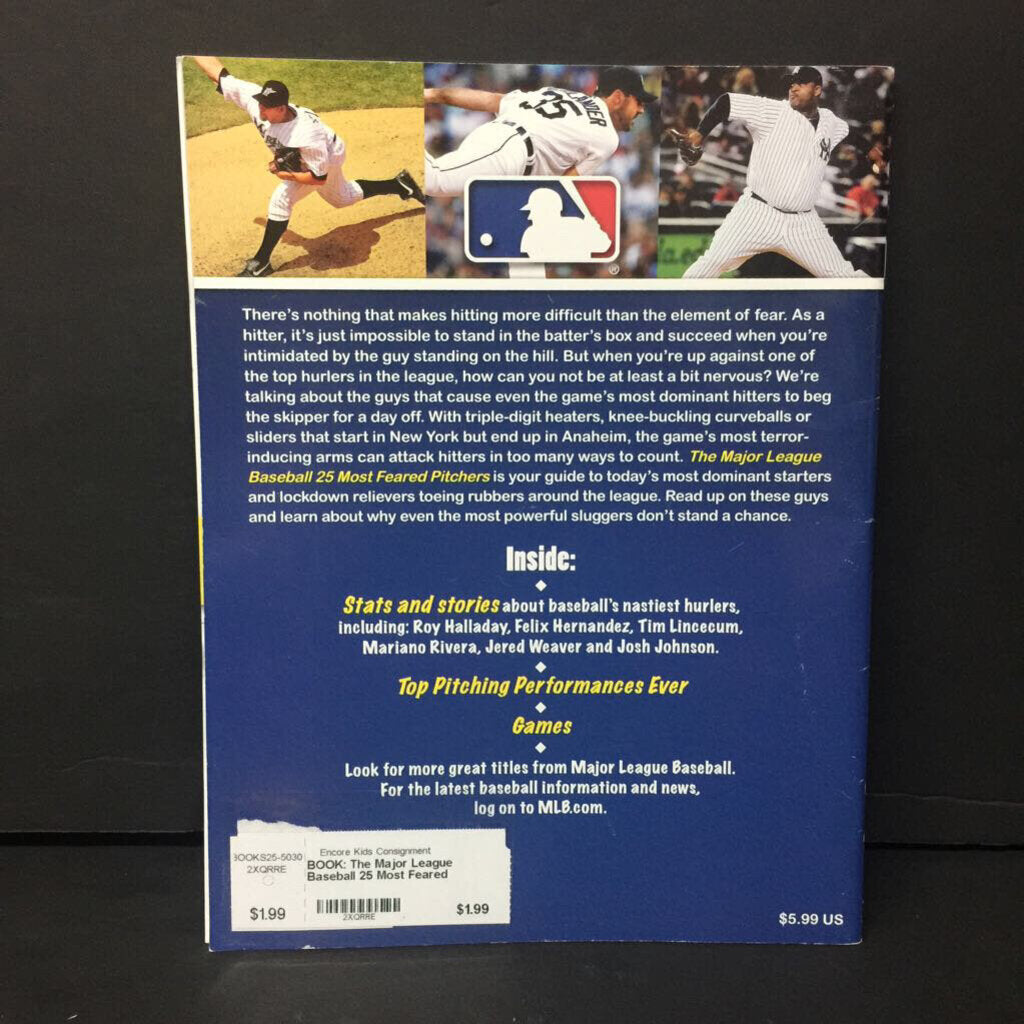 35
LANDER
NY
®
There's nothing that makes hitting more difficult than the element of fear. As a
hitter, it's just impossible to stand in the batter's box and succeed when you're
intimidated by the guy standing on the hill. But when you're up against one of
the top hurlers in the league, how can you not be at least a bit nervous? We're
talking about the guys that cause even the game's most dominant hitters to beg
the skipper for a day off. With triple-digit heaters, knee-buckling curveballs or
sliders that start in New York but end up in Anaheim, the game's most terror-
inducing arms can attack hitters in too many ways to count. The Major League
Baseball 25 Most Feared Pitchers is your guide to today's most dominant starters
and lockdown relievers toeing rubbers around the league. Read up on these guys
and learn about why even the most powerful sluggers don't stand a chance.
Inside:
Stats and stories about baseball's nastiest hurlers,
including: Roy Halladay, Felix Hernandez, Tim Lincecum,
Mariano Rivera, Jered Weaver and Josh Johnson.
Top Pitching Performances Ever
Games
Look for more great titles from Major League Baseball.
For the latest baseball information and news,
log on to MLB.com.
BOOKS25-5030
2XQRRE
$1.99
Encore Kids Consignment
BOOK: The Major League
Baseball 25 Most Feared
2XQRRE
$1.99
$5.99 US